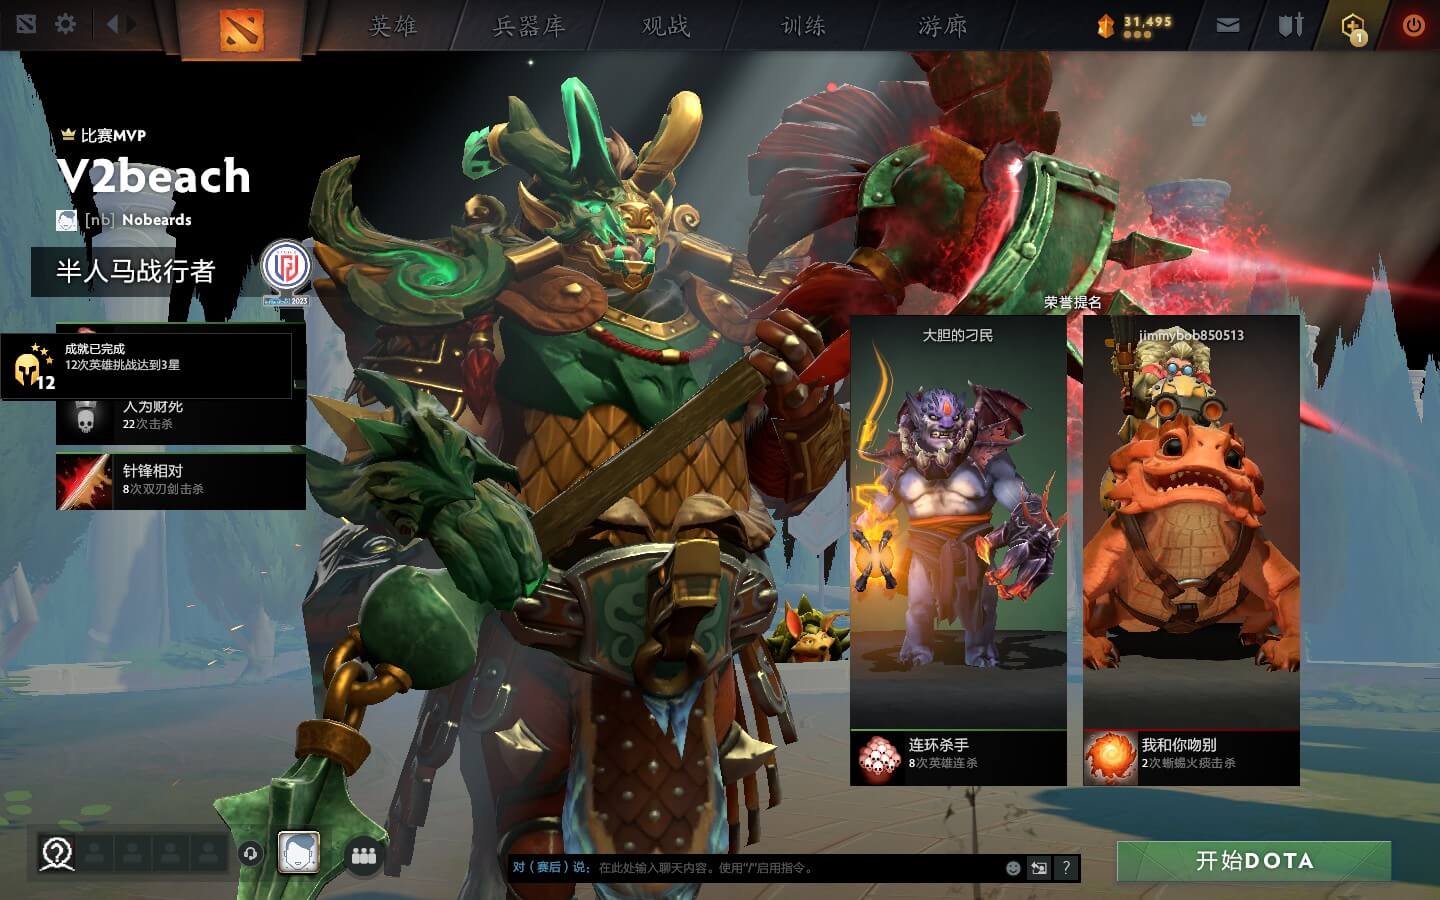 英雄
兵器库
观战
训练
游廊
31,495
1
比赛MVP
V2beach
[nb] Nobeards
半人马战行者
2023
成就已完成
12次英雄挑战达到3星
12
人为财死
22次击杀
针锋相对
8次双刃剑击杀
荣誉提名
大胆的刁民
jimmybob850513
连环杀手
8次英雄连杀
我和你吻别
2次蜥蜴火痰击杀
对（赛后）说：
在此处输入聊天内容。使用“/”启用指令。
?
开始DOTA